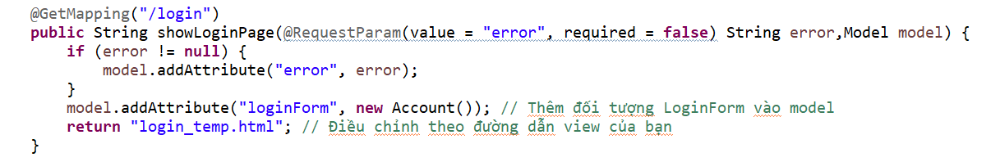 @GetMapping("/login")
public String showLoginPage(@RequestParam(value = "error", required = false) String error,Model model) {
    if (error != null) {
        model.addAttribute("error", error);
    }
    model.addAttribute("loginForm", new Account()); // Thêm đối tượng LoginForm vào model
    return "login_temp.html"; // Điều chỉnh theo đường dẫn view của bạn
}